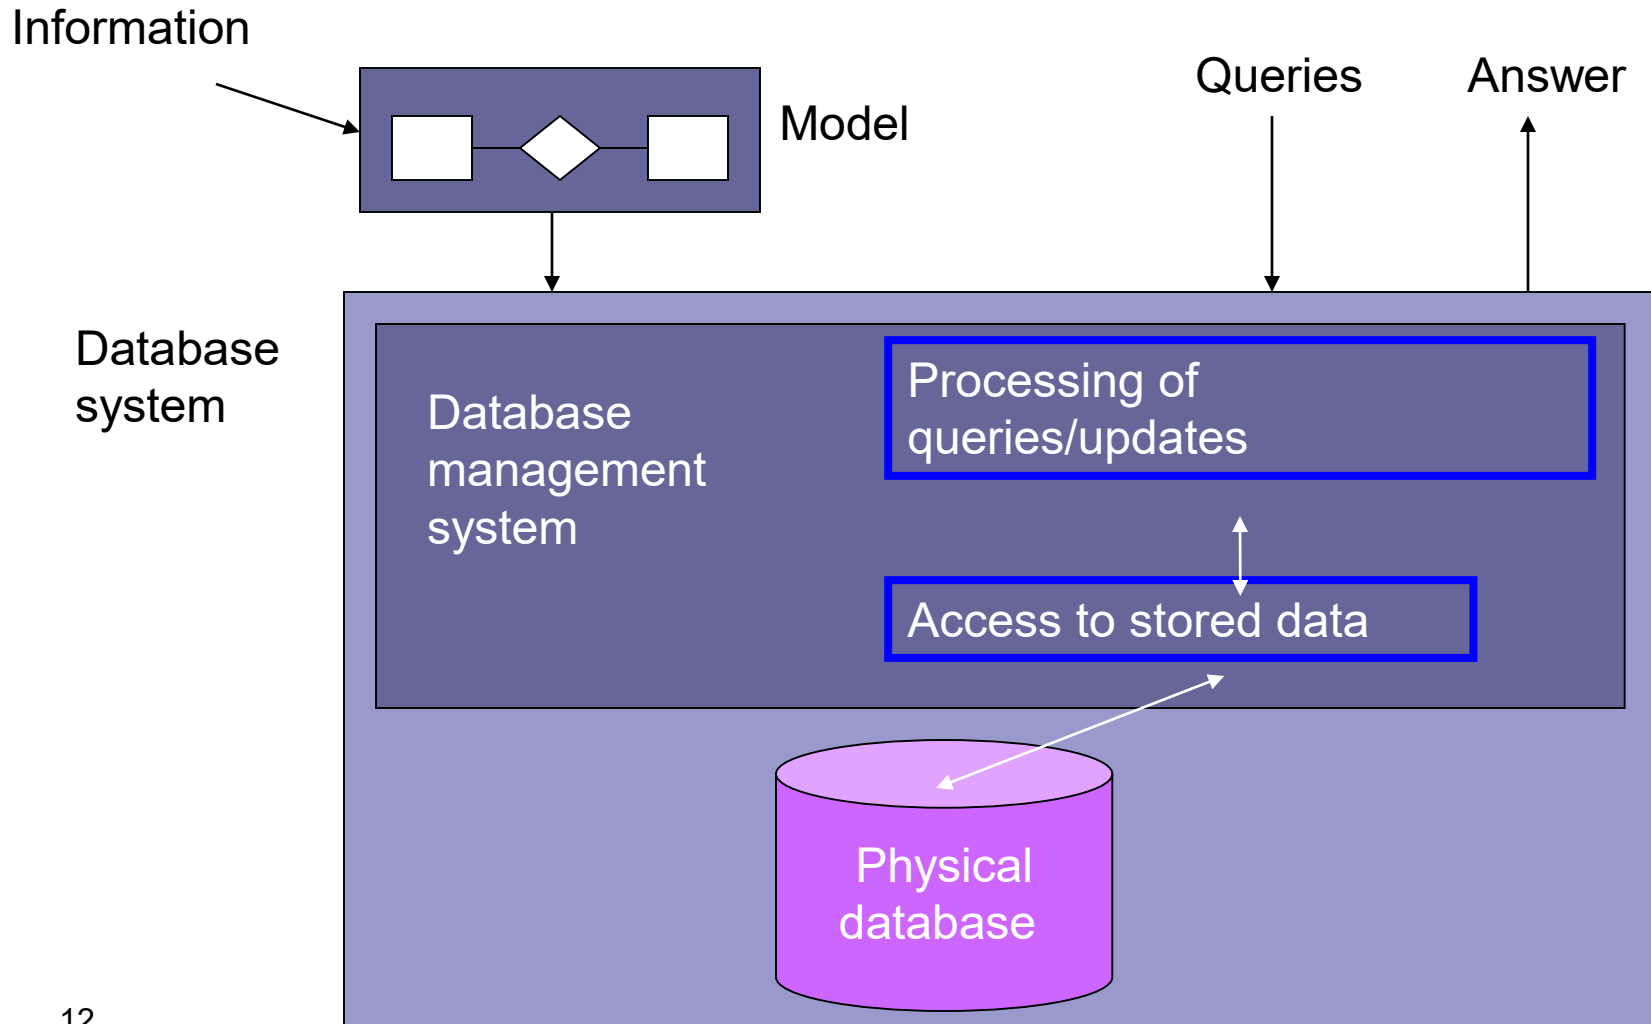 Information
Queries
Answer
Model
Database
system
Database
management
system
Processing of
queries/updates
Access to stored data
Physical
database
12